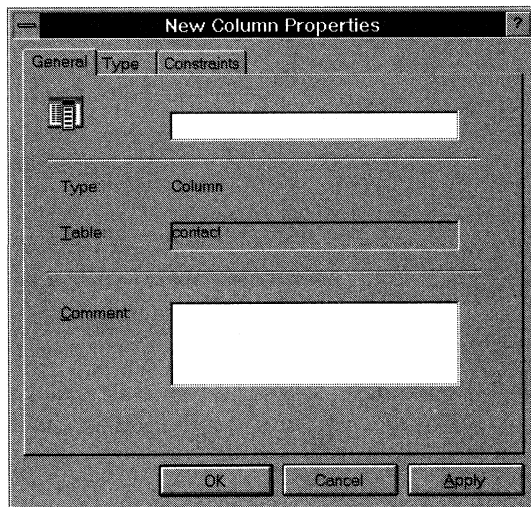 New Column Properties ?
General Type Constraints
Type: Column
Table: contact
Comment:
OK Cancel Apply